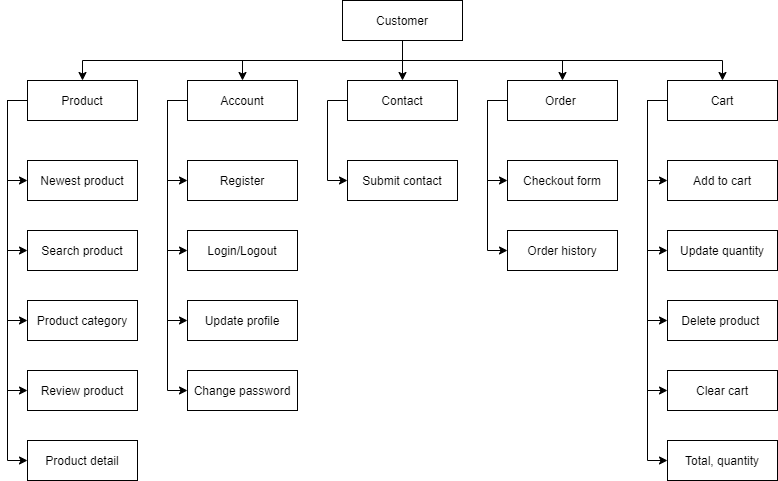 Customer
Product
Account
Contact
Order
Cart
Newest product
Register
Submit contact
Checkout form
Add to cart
Search product
Login/Logout
Order history
Update quantity
Product category
Update profile
Delete product
Review product
Change password
Clear cart
Product detail
Total, quantity